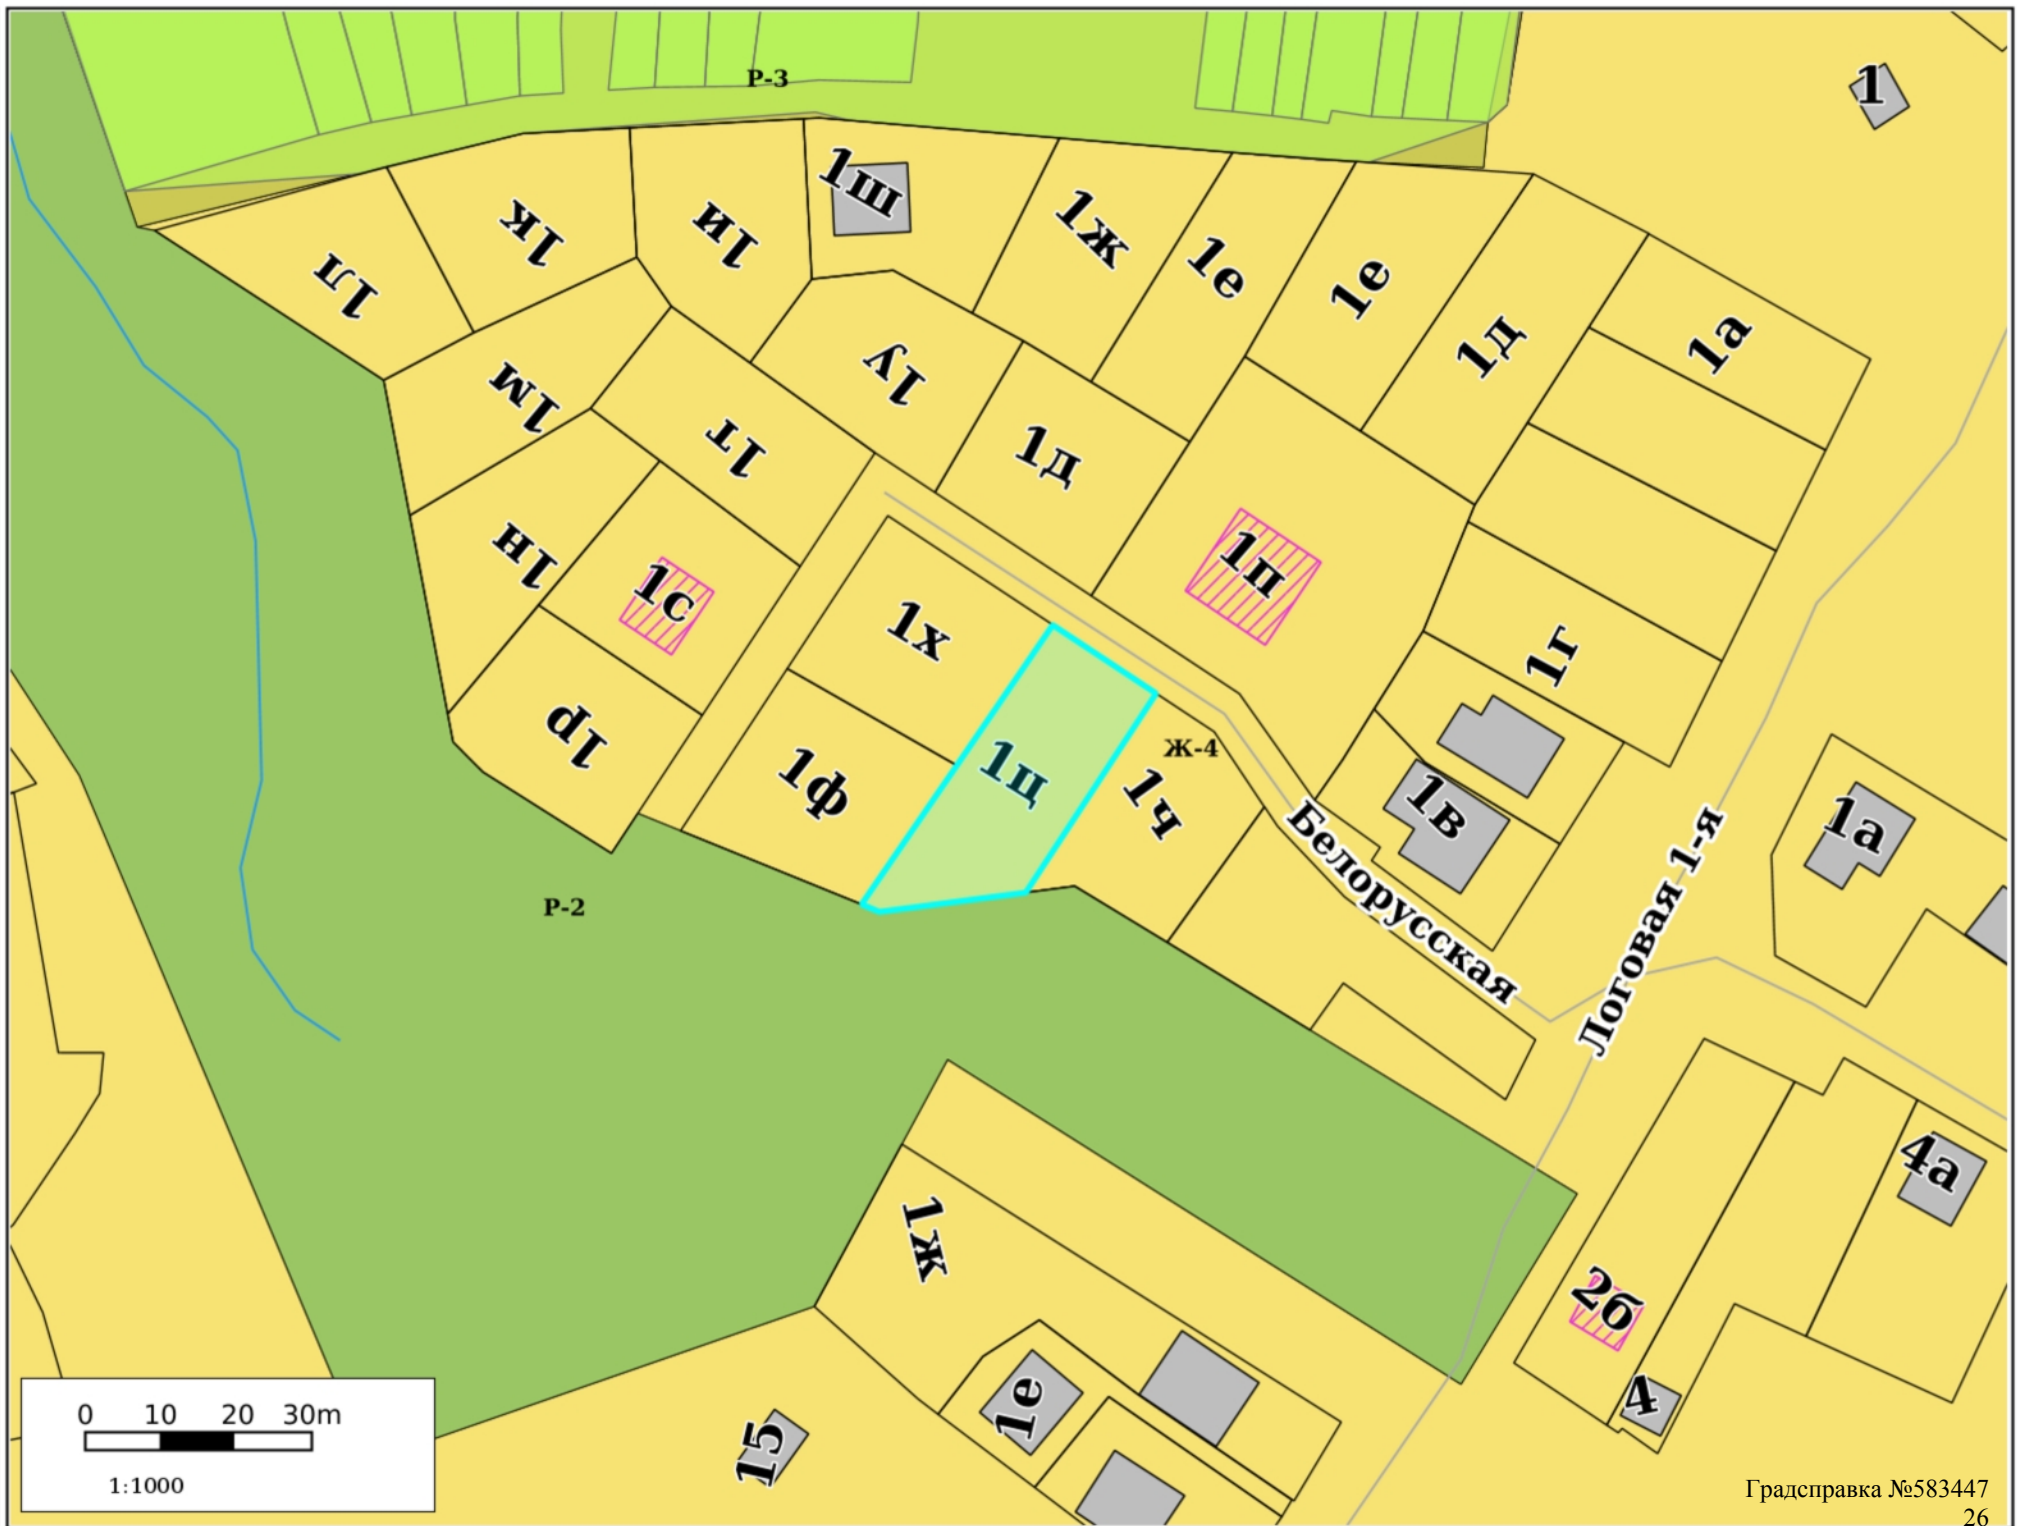 Р-3
1
1ш
1к
1и
1ж
1е
1е
1л
1д
1а
1м
1у
1т
1д
1н
1с
1п
1х
1г
1р
1ф
1ц
Ж-4
1ч
1в
1а
Белорусская
Логовая 1-я
Р-2
4а
1ж
2б
1е
4
15
0 10 20 30m
1:1000
Градсправка №583447
26